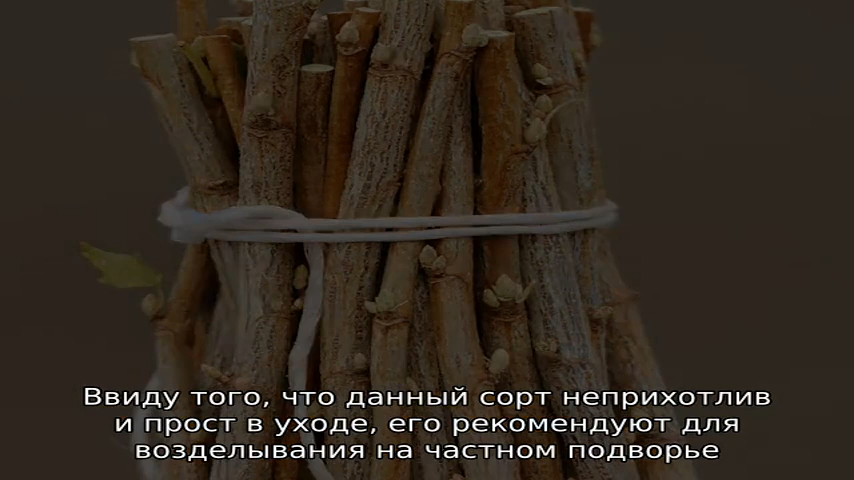 Ввиду того, что данный сорт неприхотлив
и прост в уходе, его рекомендуют для
возделывания на частном подворье